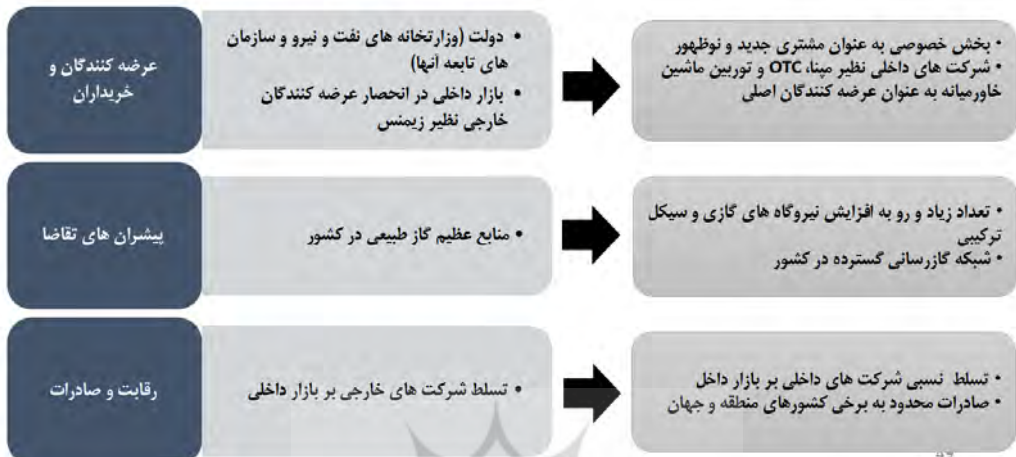 عرضه کنندگان و
خریداران
• دولت (وزارتخانه های نفت و نیرو و سازمان
های تابعه آنها)
• بازار داخلی در انحصار عرضه کنندگان
خارجی نظیر زیمنس
• بخش خصوصی به عنوان مشتری جدید و نوظهور
• شرکت های داخلی نظیر مپنا، OTC و توربین ماشین
خاورمیانه به عنوان عرضه کنندگان اصلی
پیشران های تقاضا
• منابع عظیم گاز طبیعی در کشور
• تعداد زیاد و رو به افزایش نیروگاه های گازی و سیکل
ترکیبی
• شبکه گازرسانی گسترده در کشور
رقابت و صادرات
• تسلط شرکت های خارجی بر بازار داخلی
• تسلط نسبی شرکت های داخلی بر بازار داخل
• صادرات محدود به برخی کشورهای منطقه و جهان